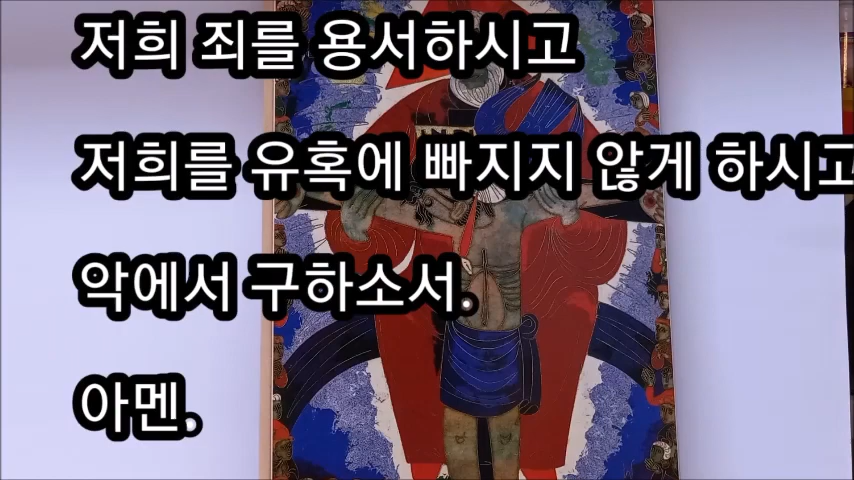 저희 죄를 용서하시고
저희를 유혹에 빠지지 않게 하시고
악에서 구하소서.
아멘.